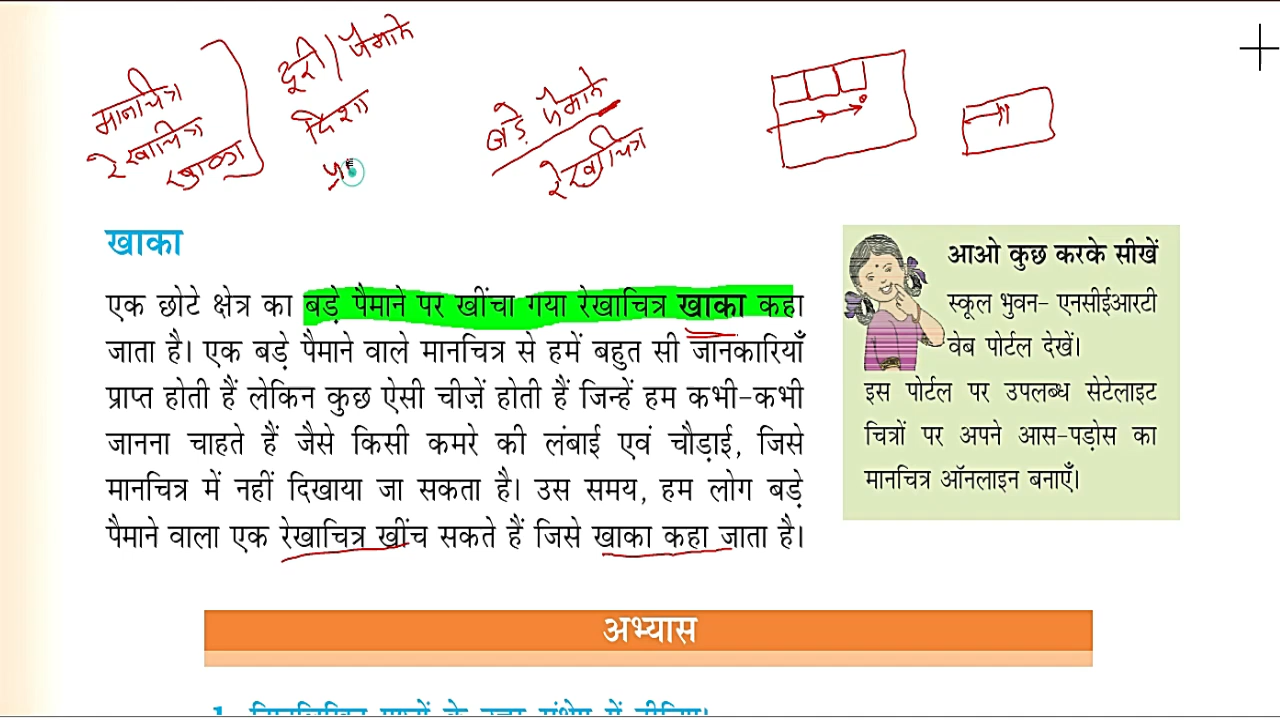 मानचित्र
रेखाचित्र
खाका
दूरी/पैमाने
दिशा
प्र
बड़े पैमाने
रेखाचित्र
खाका
एक छोटे क्षेत्र का बड़े पैमाने पर खींचा गया रेखाचित्र खाका कहा
जाता है। एक बड़े पैमाने वाले मानचित्र से हमें बहुत सी जानकारियाँ
प्राप्त होती हैं लेकिन कुछ ऐसी चीज़ें होती हैं जिन्हें हम कभी-कभी
जानना चाहते हैं जैसे किसी कमरे की लंबाई एवं चौड़ाई, जिसे
मानचित्र में नहीं दिखाया जा सकता है। उस समय, हम लोग बड़े
पैमाने वाला एक रेखाचित्र खींच सकते हैं जिसे खाका कहा जाता है।
आओ कुछ करके सीखें
स्कूल भुवन– एनसीईआरटी
वेब पोर्टल देखें।
इस पोर्टल पर उपलब्ध सेटेलाइट
चित्रों पर अपने आस-पड़ोस का
मानचित्र ऑनलाइन बनाएँ।
अभ्यास